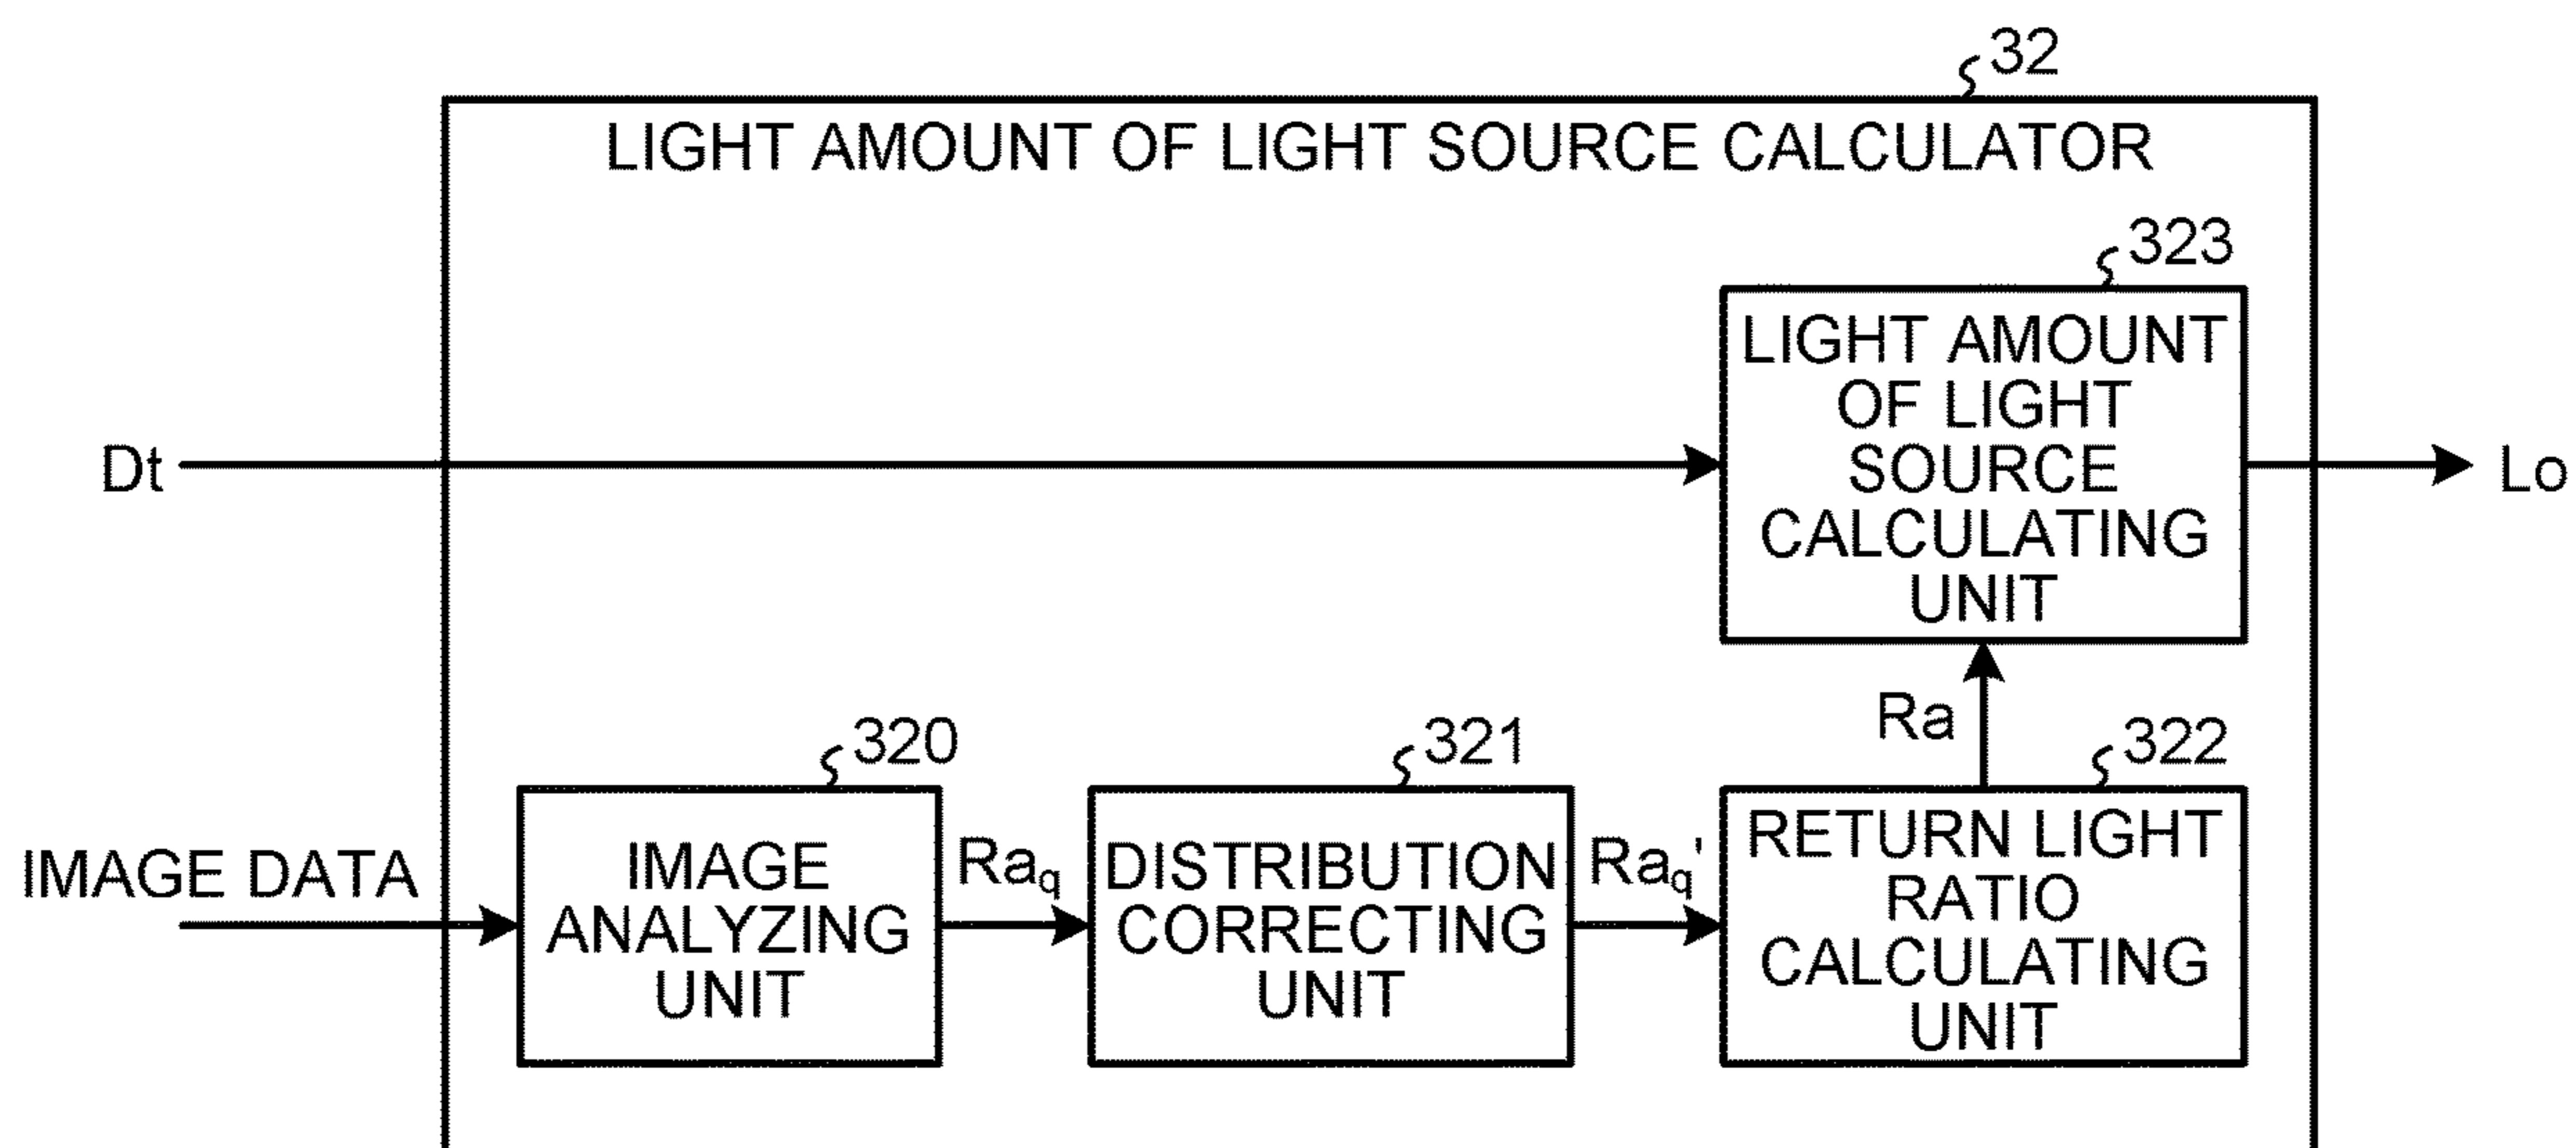 32
LIGHT AMOUNT OF LIGHT SOURCE CALCULATOR
323
LIGHT AMOUNT
OF LIGHT
SOURCE
CALCULATING
UNIT
Dt
Lo
Ra
320
321
322
IMAGE DATA
IMAGE
ANALYZING
UNIT
Raq
DISTRIBUTION
CORRECTING
UNIT
Raq'
RETURN LIGHT
RATIO
CALCULATING
UNIT